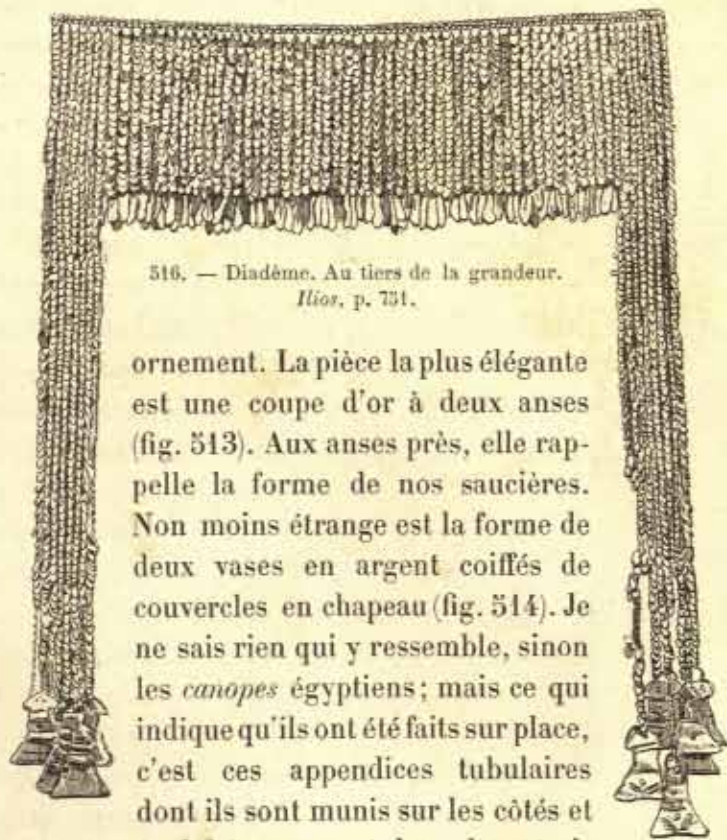 516. — Diadème. Au tiers de la grandeur.
Ilios, p. 731.
ornement. La pièce la plus élégante
est une coupe d'or à deux anses
(fig. 513). Aux anses près, elle rap-
pelle la forme de nos saucières.
Non moins étrange est la forme de
deux vases en argent coiffés de
couvercles en chapeau (fig. 514). Je
ne sais rien qui y ressemble, sinon
les canopes égyptiens; mais ce qui
indique qu'ils ont été faits sur place,
c'est ces appendices tubulaires
dont ils sont munis sur les côtés et